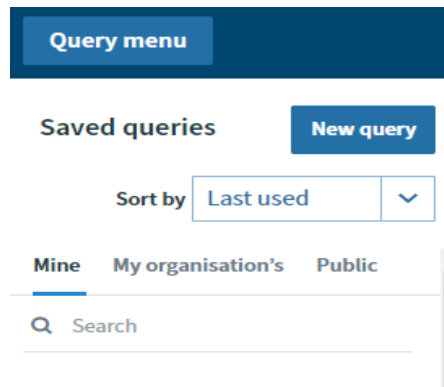 Query menu
Saved queries New query
Sort by Last used
Mine My organisation's Public
Search